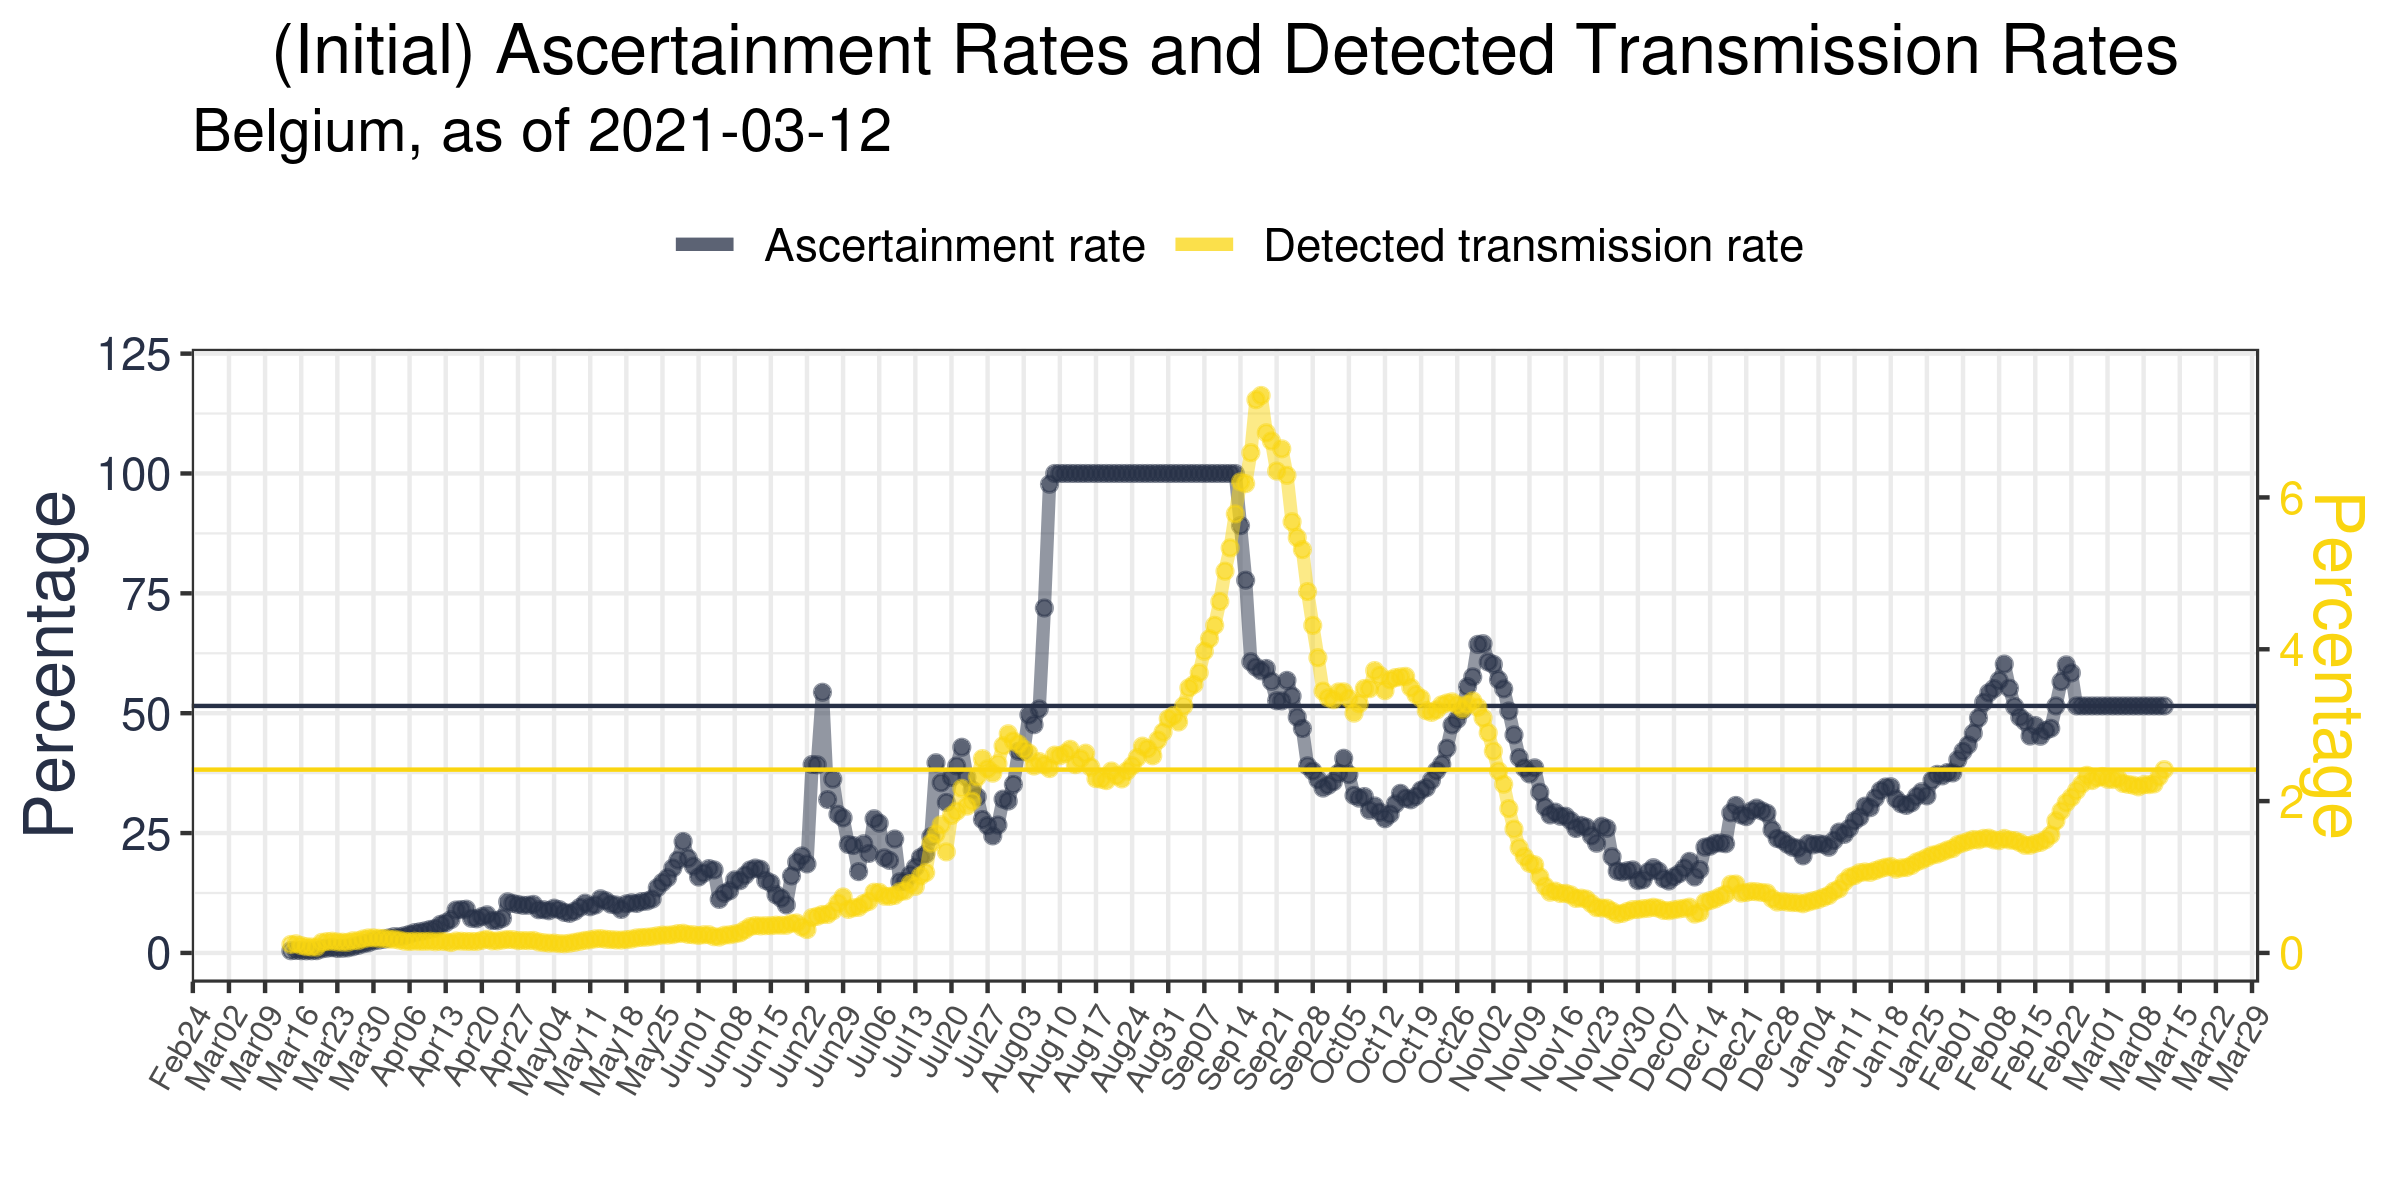 (Initial) Ascertainment Rates and Detected Transmission Rates
Belgium, as of 2021-03-12
Ascertainment rate
Detected transmission rate
125
100
75
50
25
0
Percentage
6
4
2
0
Percentage
Feb24
Mar02
Mar09
Mar16
Mar23
Mar30
Apr06
Apr13
Apr20
Apr27
May04
May11
May18
May25
Jun01
Jun08
Jun15
Jun22
Jun29
Jul06
Jul13
Jul20
Jul27
Aug03
Aug10
Aug17
Aug24
Aug31
Sep07
Sep14
Sep21
Sep28
Oct05
Oct12
Oct19
Oct26
Nov02
Nov09
Nov16
Nov23
Nov30
Dec07
Dec14
Dec21
Dec28
Jan04
Jan11
Jan18
Jan25
Feb01
Feb08
Feb15
Feb22
Mar01
Mar08
Mar15
Mar22
Mar29